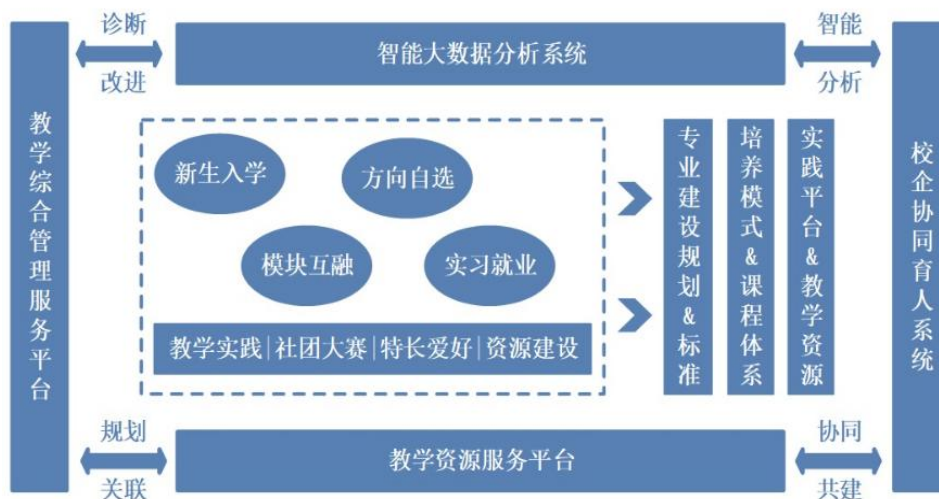 诊断
改进
智能大数据分析系统
智能
分析
教学综合管理服务平台
新生入学
方向自选
模块互融
实习就业
教学实践|社团大赛|特长爱好|资源建设
专业建设规划&标准
培养模式&课程体系
实践平台&教学资源
校企协同育人系统
规划
关联
教学资源服务平台
协同
共建